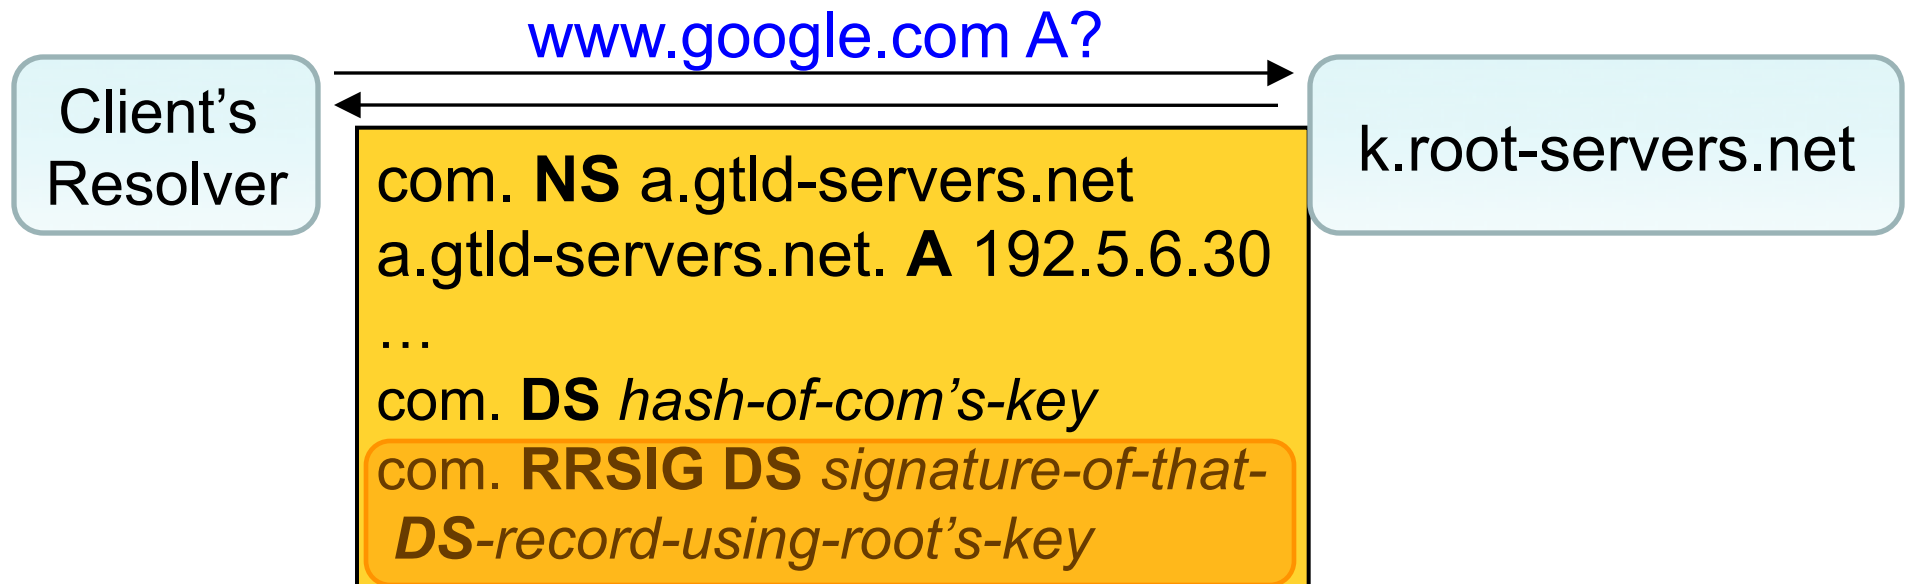 www.google.com A?
Client’s
Resolver
k.root-servers.net
com. NS a.gtld-servers.net
a.gtld-servers.net. A 192.5.6.30
…
com. DS hash-of-com’s-key
com. RRSIG DS signature-of-that-
DS-record-using-root’s-key